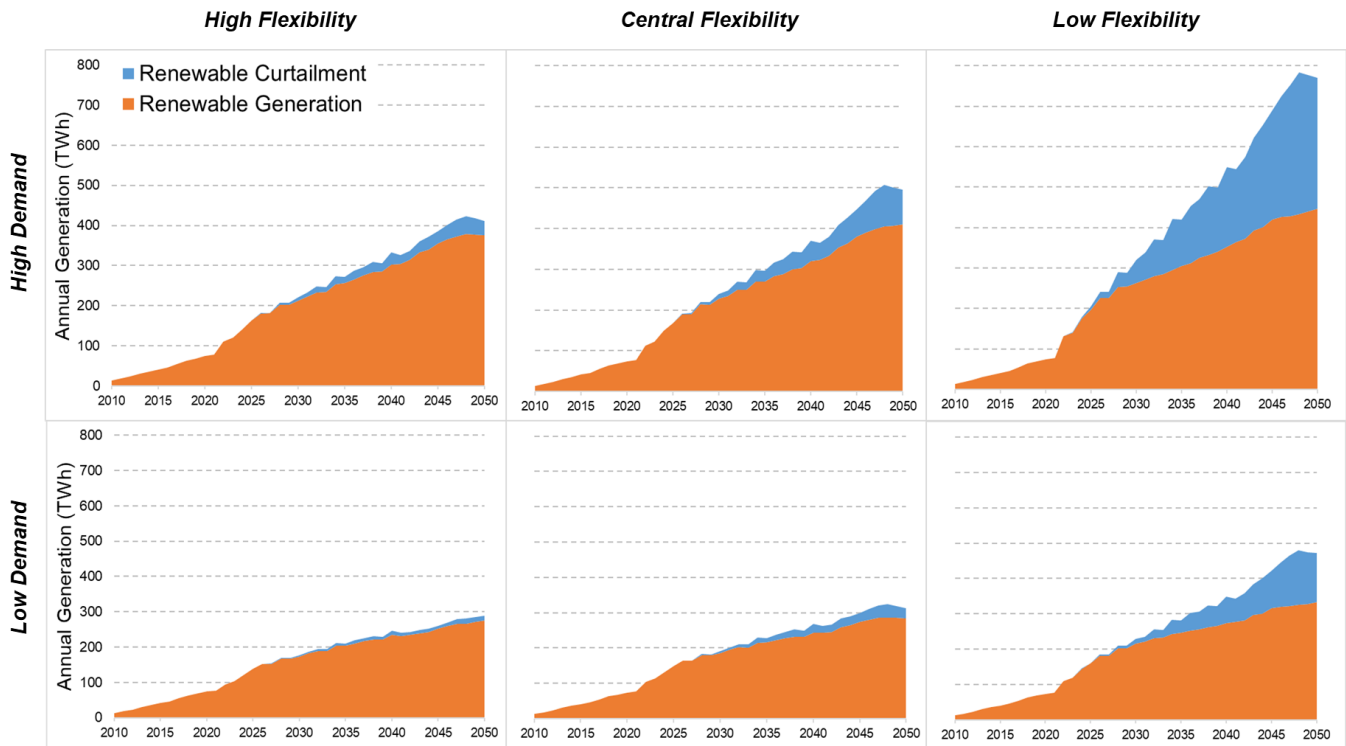 High Flexibility Central Flexibility Low Flexibility
High Demand
Annual Generation (TWh)
Renewable Curtailment
Renewable Generation
800
700
600
500
400
300
200
100
0
2010 2015 2020 2025 2030 2035 2040 2045 2050
2010 2015 2020 2025 2030 2035 2040 2045 2050
2010 2015 2020 2025 2030 2035 2040 2045 2050
Low Demand
Annual Generation (TWh)
800
700
600
500
400
300
200
100
0
2010 2015 2020 2025 2030 2035 2040 2045 2050
2010 2015 2020 2025 2030 2035 2040 2045 2050
2010 2015 2020 2025 2030 2035 2040 2045 2050